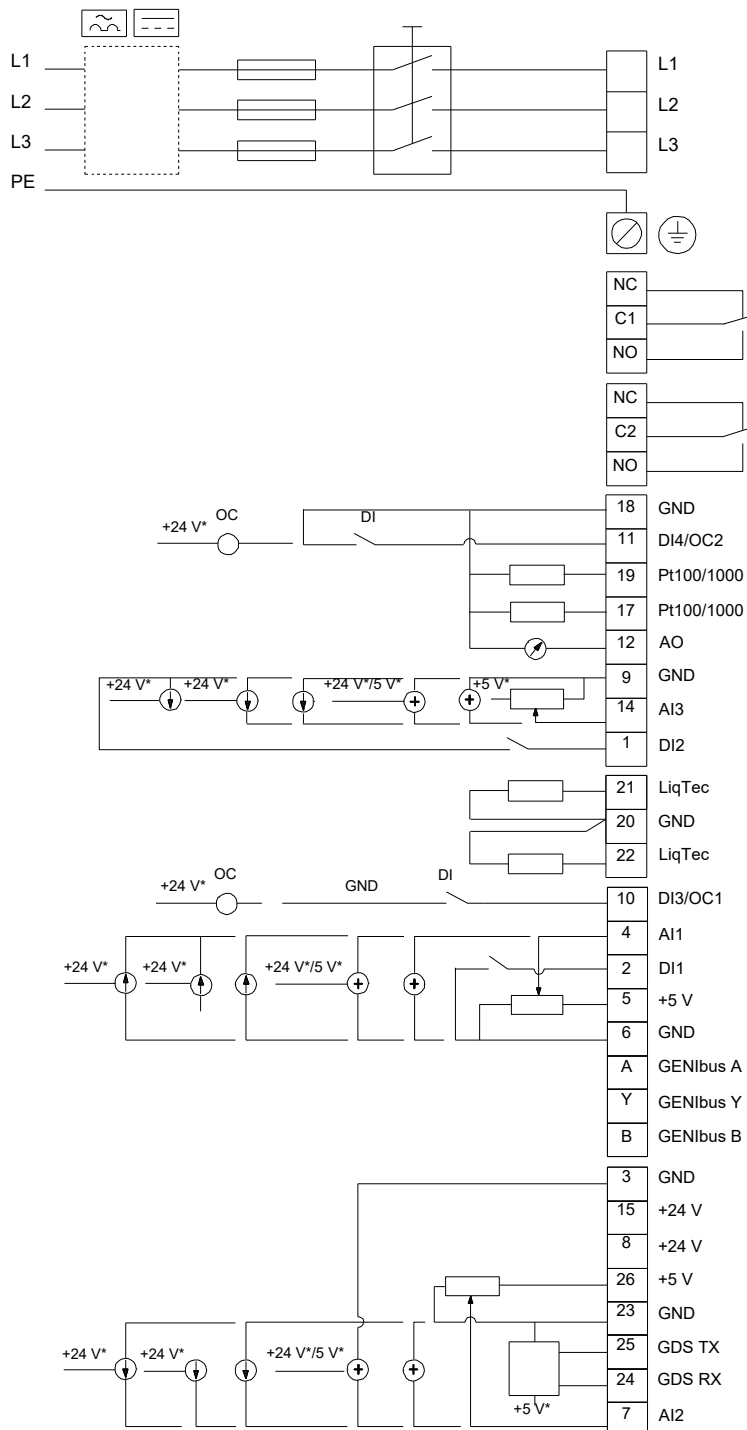 L1 L1
L2 L2
L3 L3
PE
NC
C1
NO
NC
C2
NO
18 GND
+24 V* OC DI 11 DI4/OC2
19 Pt100/1000
17 Pt100/1000
12 AO
9 GND
+24 V* +24 V* +24 V*/5 V* +5 V*
14 AI3
1 DI2
21 LiqTec
20 GND
22 LiqTec
+24 V* OC GND DI 10 DI3/OC1
4 AI1
+24 V* +24 V* +24 V*/5 V* 2 DI1
5 +5 V
6 GND
A GENIbus A
Y GENIbus Y
B GENIbus B
3 GND
15 +24 V
8 +24 V
26 +5 V
23 GND
+24 V* +24 V* +24 V*/5 V* 25 GDS TX
24 GDS RX
+5 V*
7 AI2